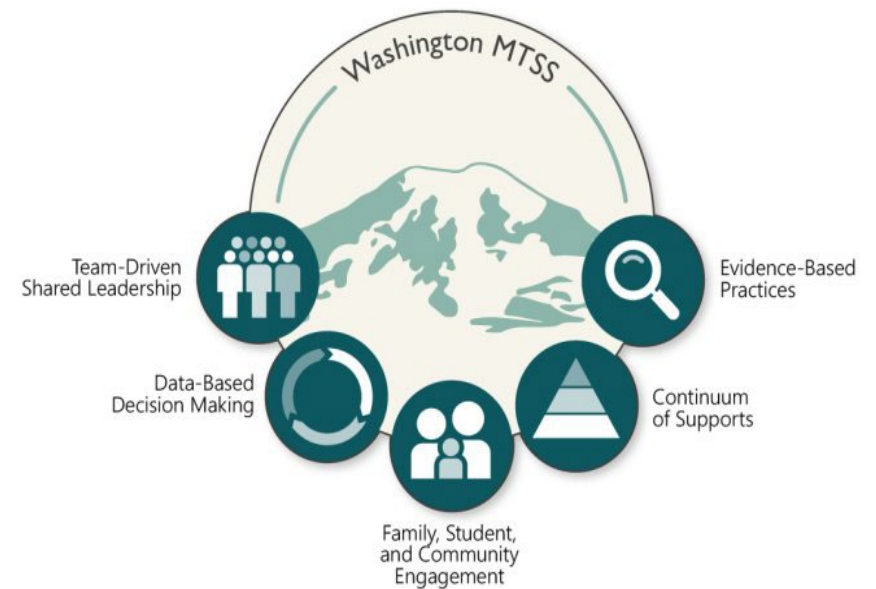 Washington MTSS
Team-Driven
Shared Leadership
Evidence-Based
Practices
Data-Based
Decision Making
Continuum
of Supports
Family, Student,
and Community
Engagement